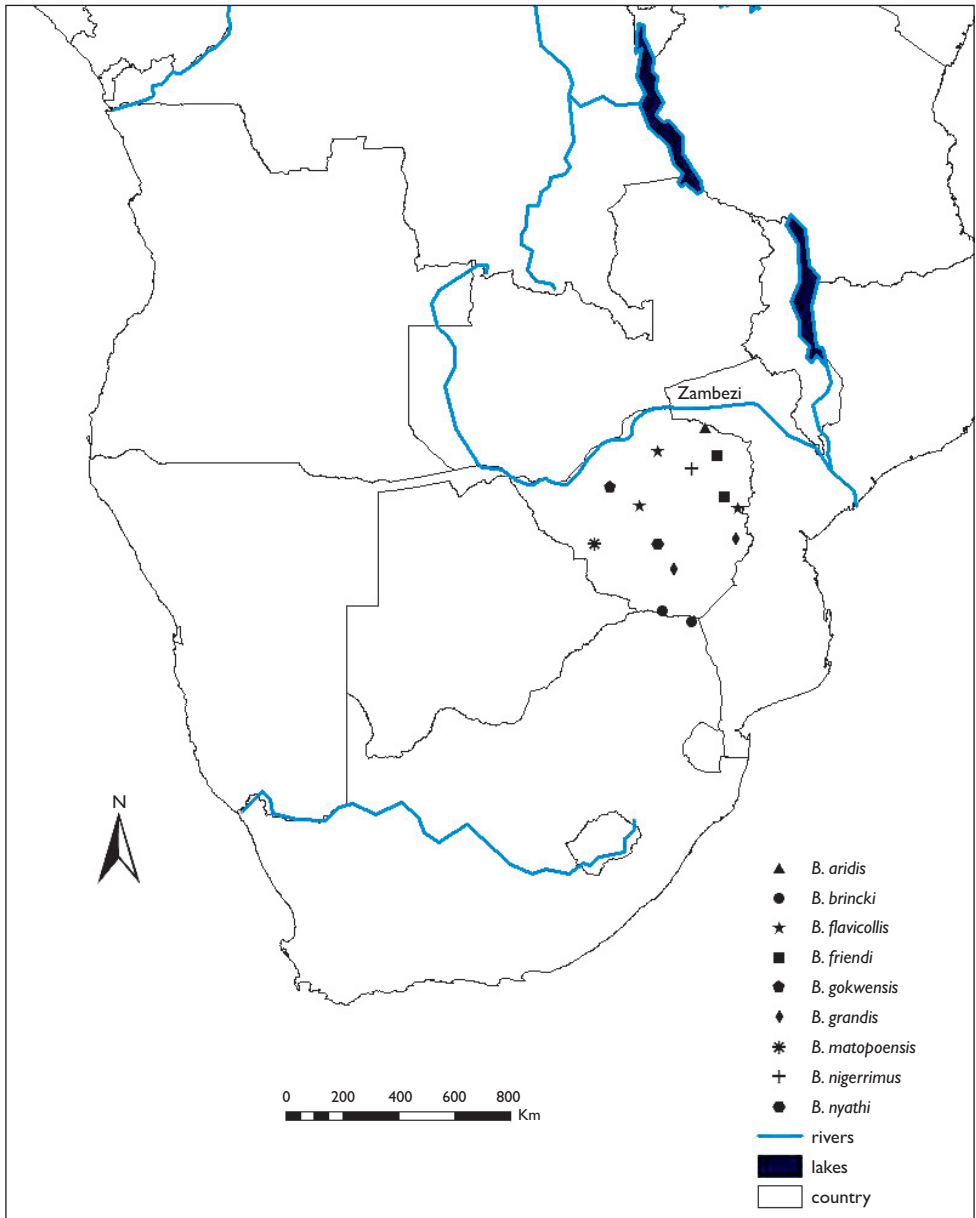 Zambezi
N
B. aridis
B. brincki
B. flavicollis
B. friendi
B. gokwensis
B. grandis
B. matopoensis
B. nigerrimus
B. nyathi
rivers
lakes
country
0 200 400 600 800
Km